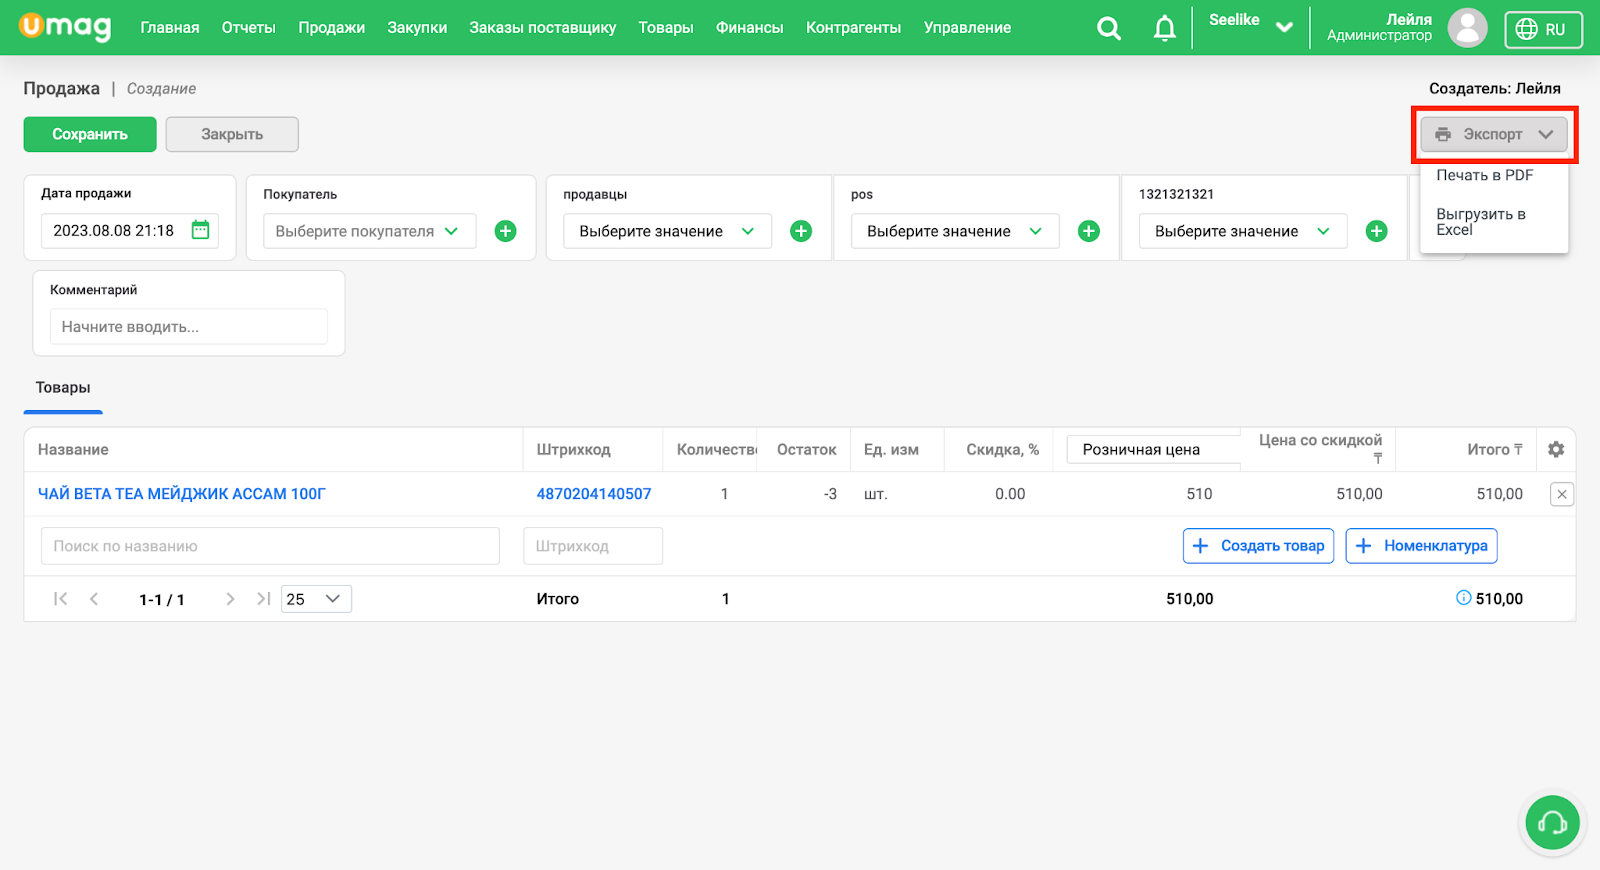 umag
Главная Отчеты Продажи Закупки Заказы поставщику Товары Финансы Контрагенты Управление
Seelike
Лейля
Администратор
RU
Продажа | Создание
Создатель: Лейля
Сохранить Закрыть
Экспорт
Печать в PDF
Выгрузить в
Excel
Дата продажи Покупатель продавцы pos 1321321321
2023.08.08 21:18 Выберите покупателя Выберите значение Выберите значение Выберите значение
Комментарий
Начните вводить...
Товары
Название Штрихкод Количеств Остаток Ед. изм Скидка, % Розничная цена Цена со скидкой ₸ Итого ₸
ЧАЙ BETA TEA МЕЙДЖИК АССАМ 100Г 4870204140507 1 -3 шт. 0.00 510 510,00 510,00
Поиск по названию Штрихкод + Создать товар + Номенклатура
1-1 / 1 25 Итого 1 510,00 510,00